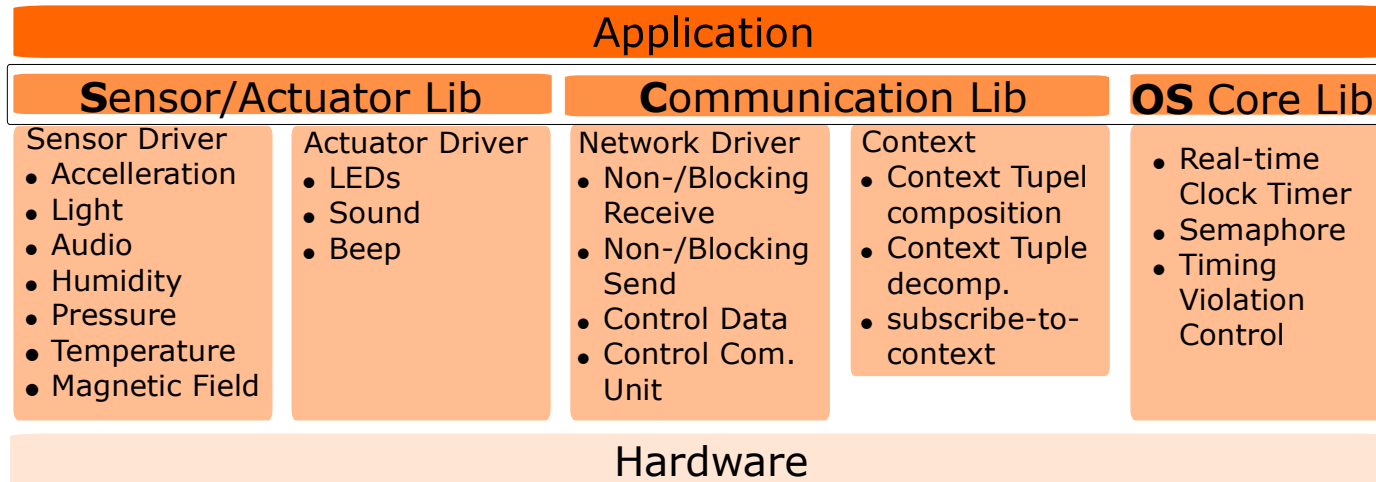 Application
Sensor/Actuator Lib
Communication Lib
OS Core Lib
Sensor Driver
• Accelleration
• Light
• Audio
• Humidity
• Pressure
• Temperature
• Magnetic Field
Actuator Driver
• LEDs
• Sound
• Beep
Network Driver
• Non-/Blocking
Receive
• Non-/Blocking
Send
• Control Data
• Control Com.
Unit
Context
• Context Tupel
composition
• Context Tuple
decomp.
• subscribe-to-
context
• Real-time
Clock Timer
• Semaphore
• Timing
Violation
Control
Hardware